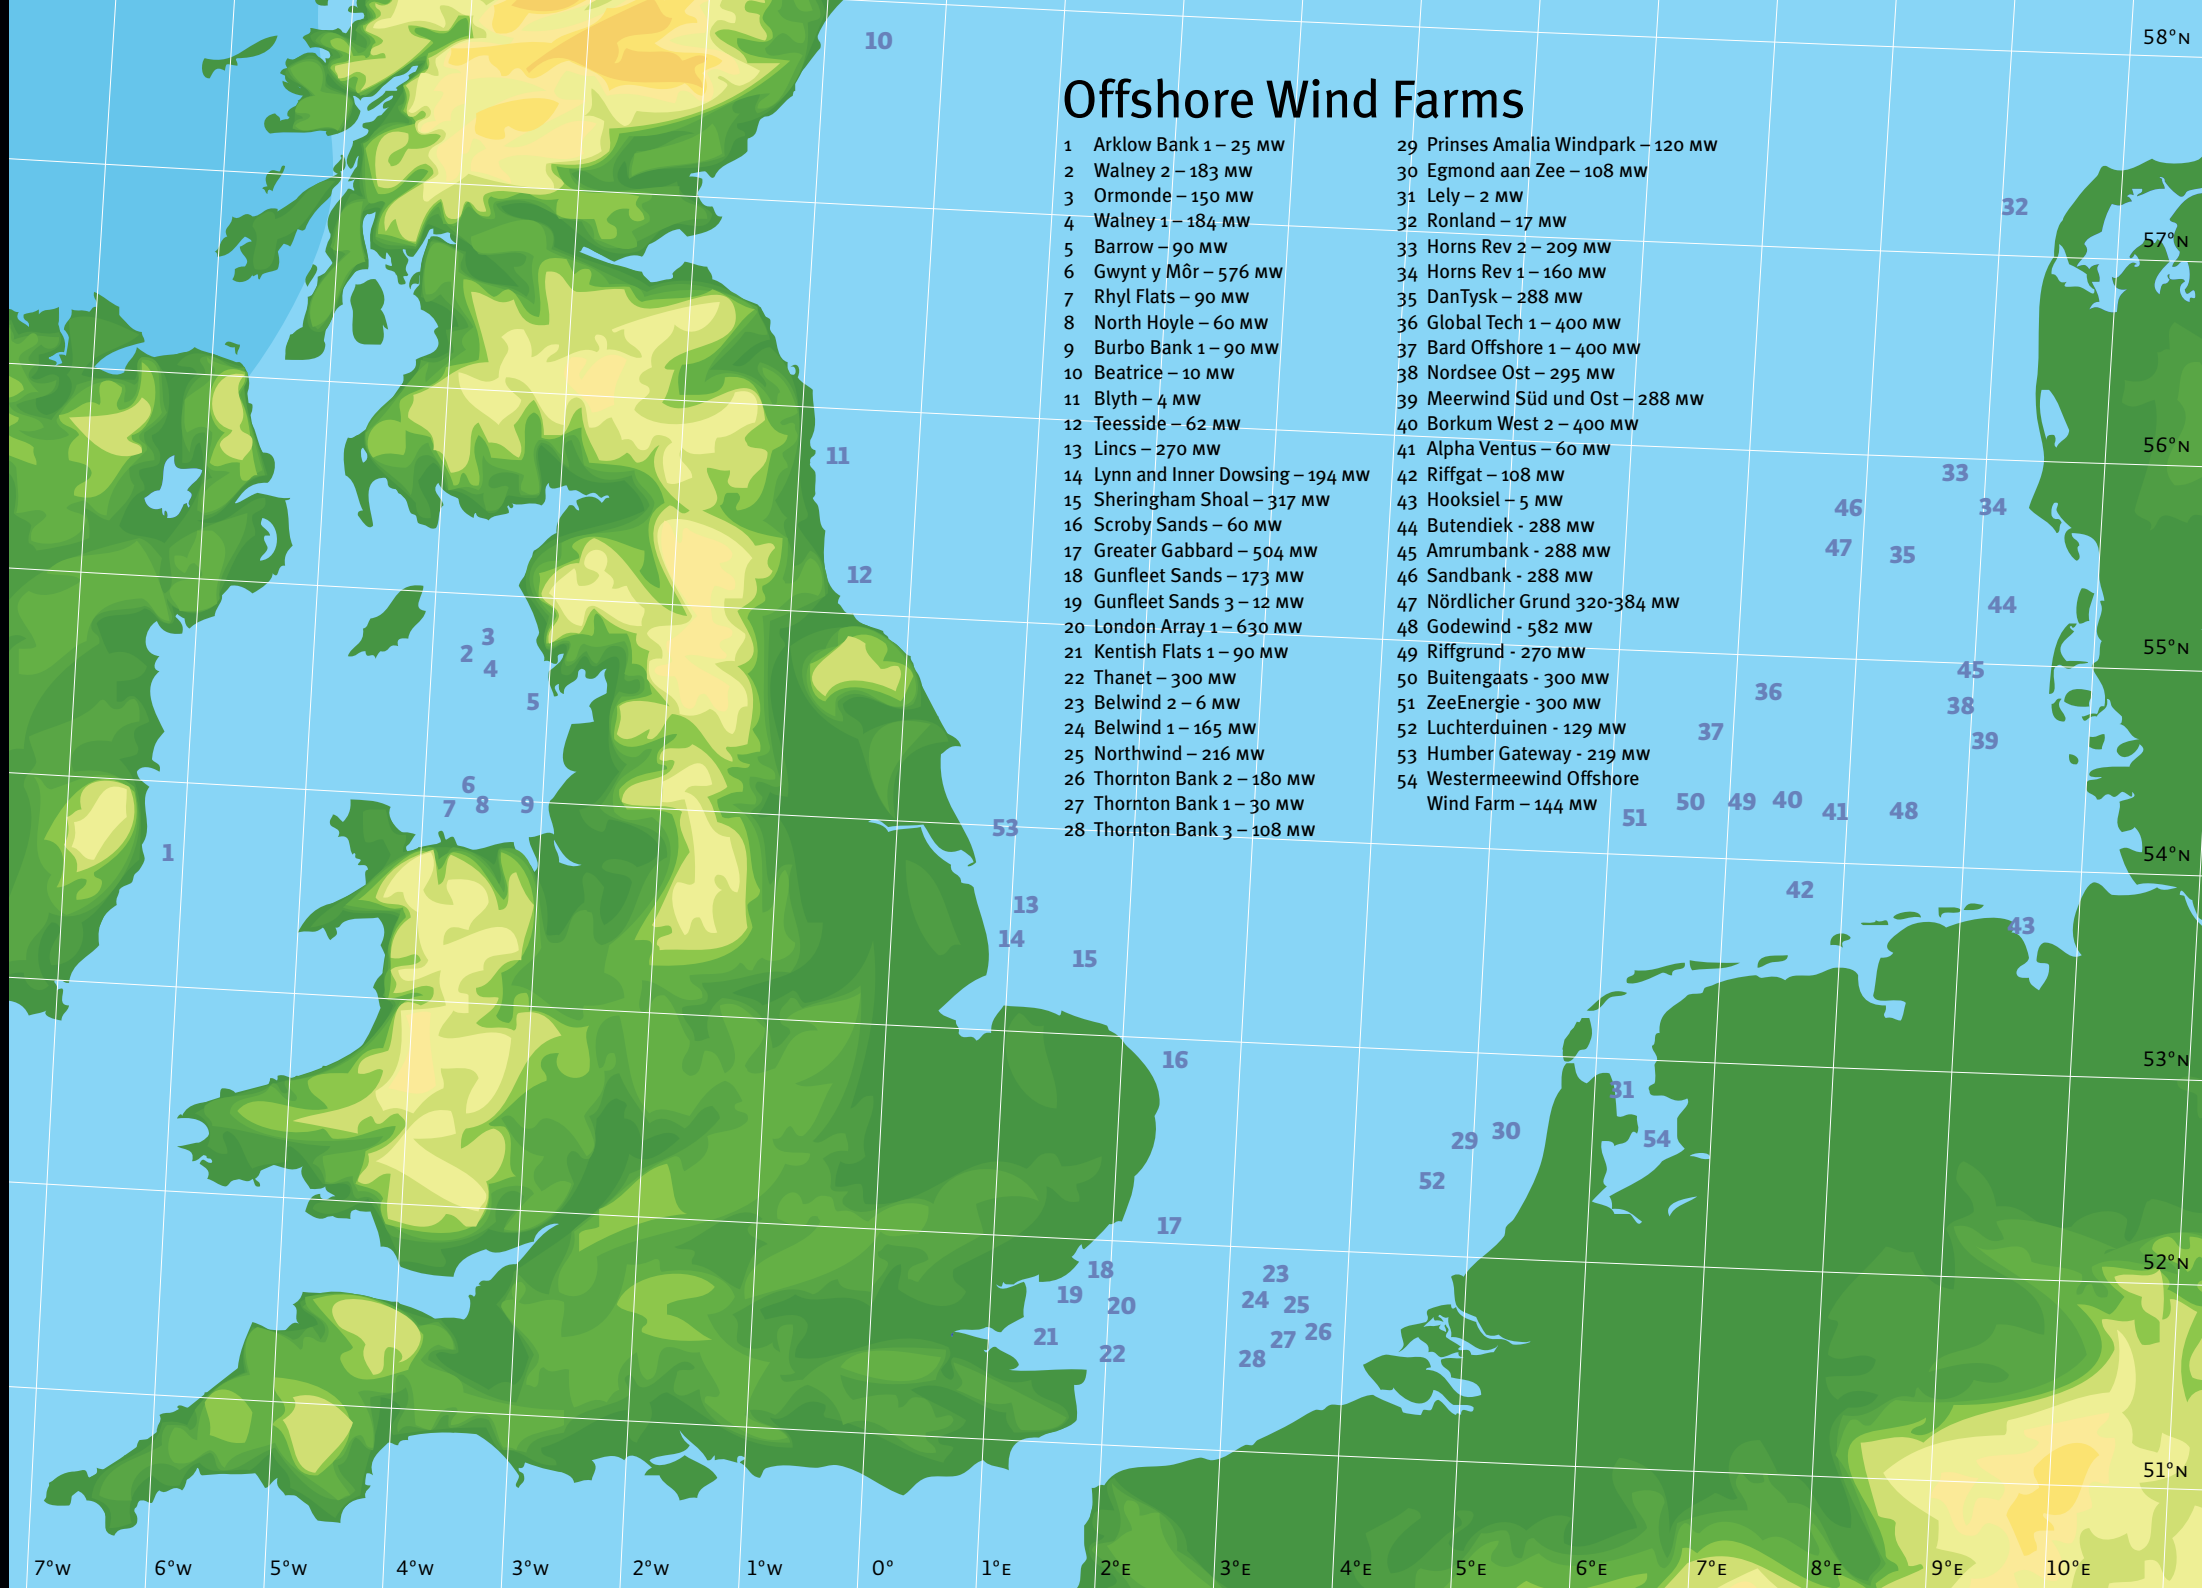 Offshore Wind Farms
1 Arklow Bank 1 – 25 MW
2 Walney 2 – 183 MW
3 Ormonde – 150 MW
4 Walney 1 – 184 MW
5 Barrow – 90 MW
6 Gwynt y Môr – 576 MW
7 Rhyl Flats – 90 MW
8 North Hoyle – 60 MW
9 Burbo Bank 1 – 90 MW
10 Beatrice – 10 MW
11 Blyth – 4 MW
12 Teesside – 62 MW
13 Lincs – 270 MW
14 Lynn and Inner Dowsing – 194 MW
15 Sheringham Shoal – 317 MW
16 Scroby Sands – 60 MW
17 Greater Gabbard – 504 MW
18 Gunfleet Sands – 173 MW
19 Gunfleet Sands 3 – 12 MW
20 London Array 1 – 630 MW
21 Kentish Flats 1 – 90 MW
22 Thanet – 300 MW
23 Belwind 2 – 6 MW
24 Belwind 1 – 165 MW
25 Northwind – 216 MW
26 Thornton Bank 2 – 180 MW
27 Thornton Bank 1 – 30 MW
28 Thornton Bank 3 – 108 MW
29 Prinses Amalia Windpark – 120 MW
30 Egmond aan Zee – 108 MW
31 Lely – 2 MW
32 Ronland – 17 MW
33 Horns Rev 2 – 209 MW
34 Horns Rev 1 – 160 MW
35 DanTysk – 288 MW
36 Global Tech 1 – 400 MW
37 Bard Offshore 1 – 400 MW
38 Nordsee Ost – 295 MW
39 Meerwind Süd und Ost – 288 MW
40 Borkum West 2 – 400 MW
41 Alpha Ventus – 60 MW
42 Riffgat – 108 MW
43 Hooksiel – 5 MW
44 Butendiek - 288 MW
45 Amrumbank - 288 MW
46 Sandbank - 288 MW
47 Nördlicher Grund 320-384 MW
48 Godewind - 582 MW
49 Riffgrund - 270 MW
50 Buitengaats - 300 MW
51 ZeeEnergie - 300 MW
52 Luchterduinen - 129 MW
53 Humber Gateway - 219 MW
54 Westermeewind Offshore
Wind Farm – 144 MW
10
32
11
33
46
34
47
35
12
44
3
2
4
45
5
36
38
37
39
6
7
8
9
50
49
40
41
48
51
53
1
42
13
43
14
15
16
31
30
29
54
52
17
18
23
19
24
25
20
21
26
27
22
28
58°N
57°N
56°N
55°N
54°N
53°N
52°N
51°N
7°W
6°W
5°W
4°W
3°W
2°W
1°W
0°
1°E
2°E
3°E
4°E
5°E
6°E
7°E
8°E
9°E
10°E